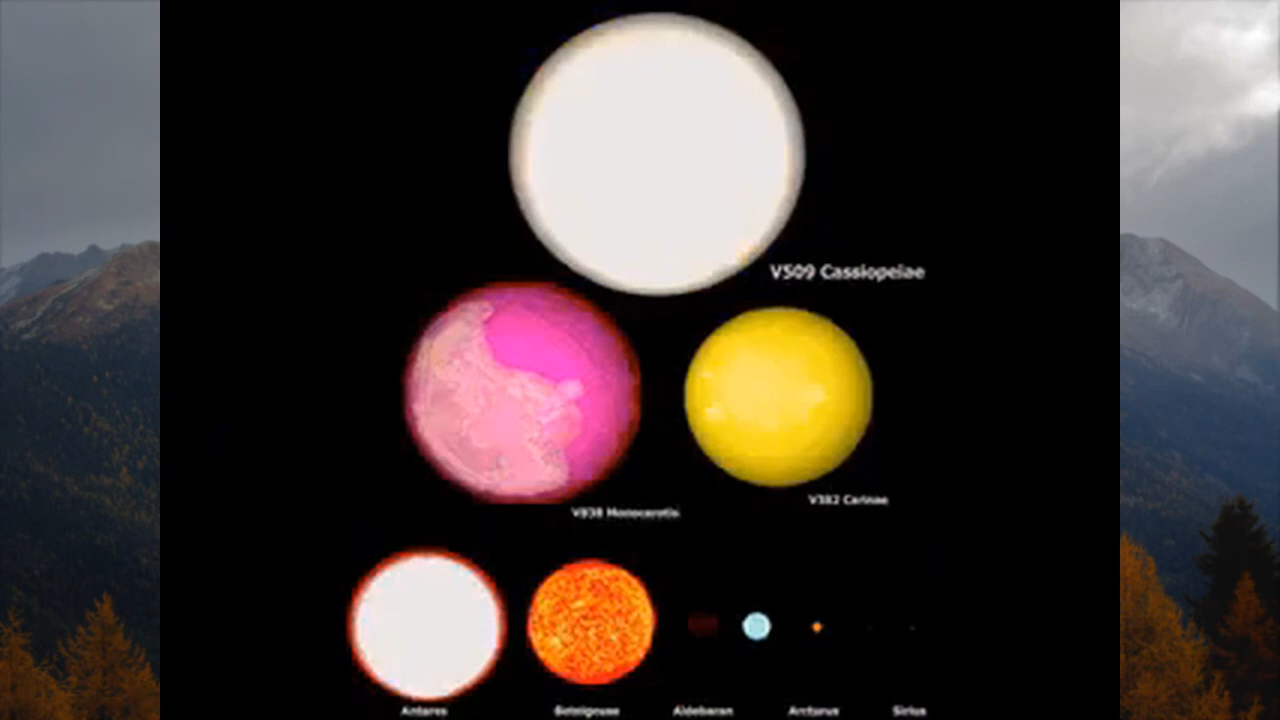 V509 Cassiopeiae
V382 Carinae
V838 Monocerotis
Antares Betelgeuse Aldebaran Arcturus Sirius